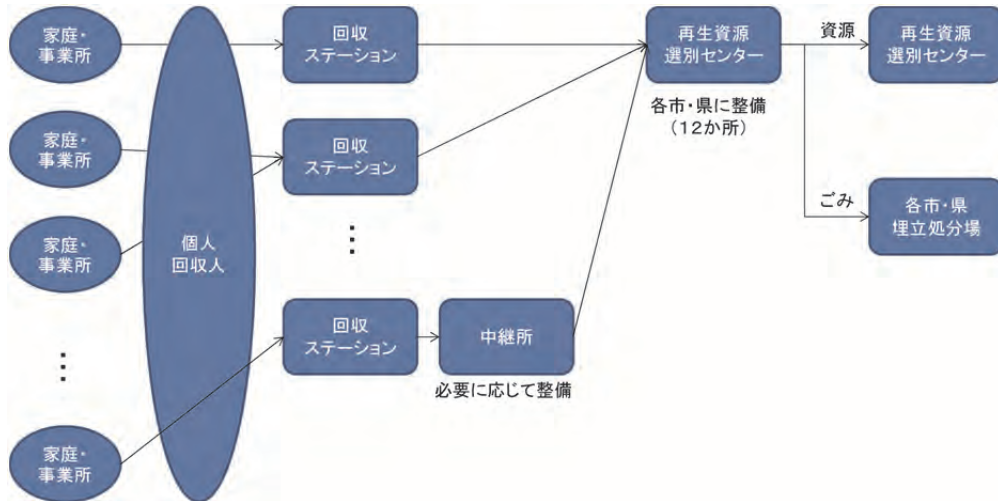 家庭・
事業所
回収
ステーション
再生資源
選別センター
資源
再生資源
選別センター
各市・県に整備
（１２か所）
家庭・
事業所
回収
ステーション
ごみ
各市・県
埋立処分場
家庭・
事業所
個人
回収人
回収
ステーション
中継所
必要に応じて整備
家庭・
事業所